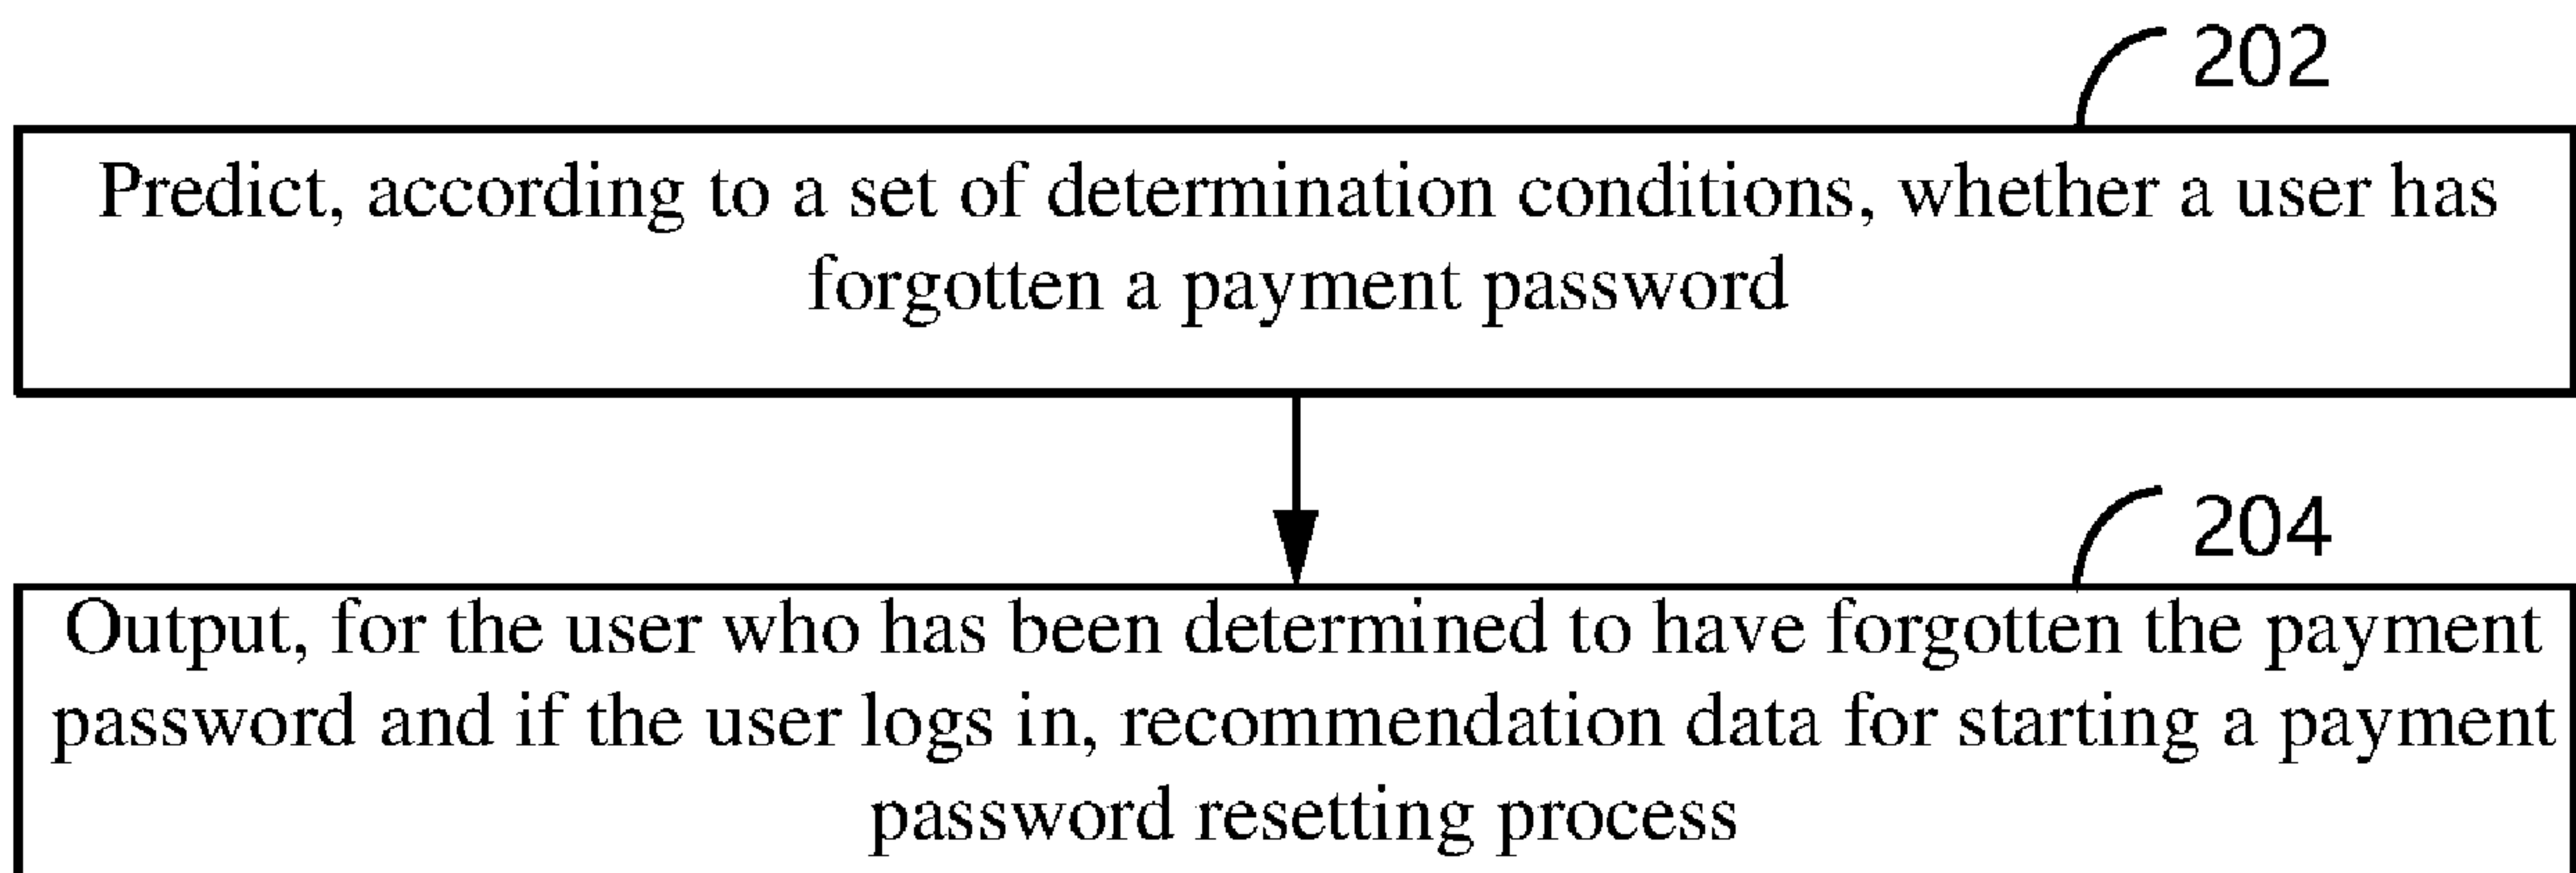 202
Predict, according to a set of determination conditions, whether a user has
forgotten a payment password
204
Output, for the user who has been determined to have forgotten the payment
password and if the user logs in, recommendation data for starting a payment
password resetting process